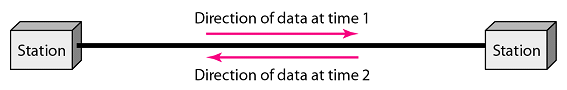 Direction of data at time 1
Station
Station
Direction of data at time 2